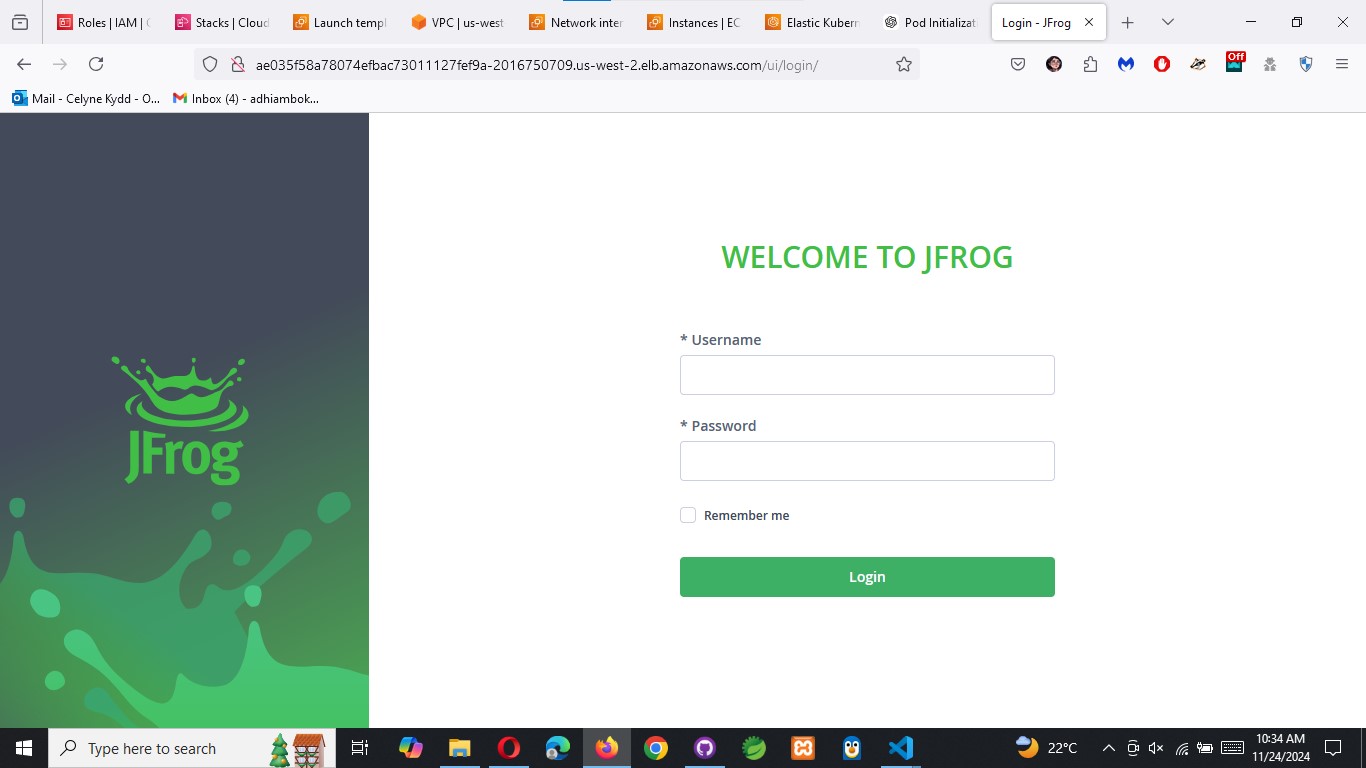 Roles | IAM | G
Stacks | Cloud
Launch templ
VPC | us-west
Network inter
Instances | EC
Elastic Kubern
Pod Initializat
Login - JFrog
ae035f58a78074efbac73011127fef9a-2016750709.us-west-2.elb.amazonaws.com/ui/login/
Off
Mail - Celyne Kydd - O...
Inbox (4) - adhiambok...
WELCOME TO JFROG
* Username
JFrog
* Password
Remember me
Login
Type here to search
22°C
10:34 AM
11/24/2024